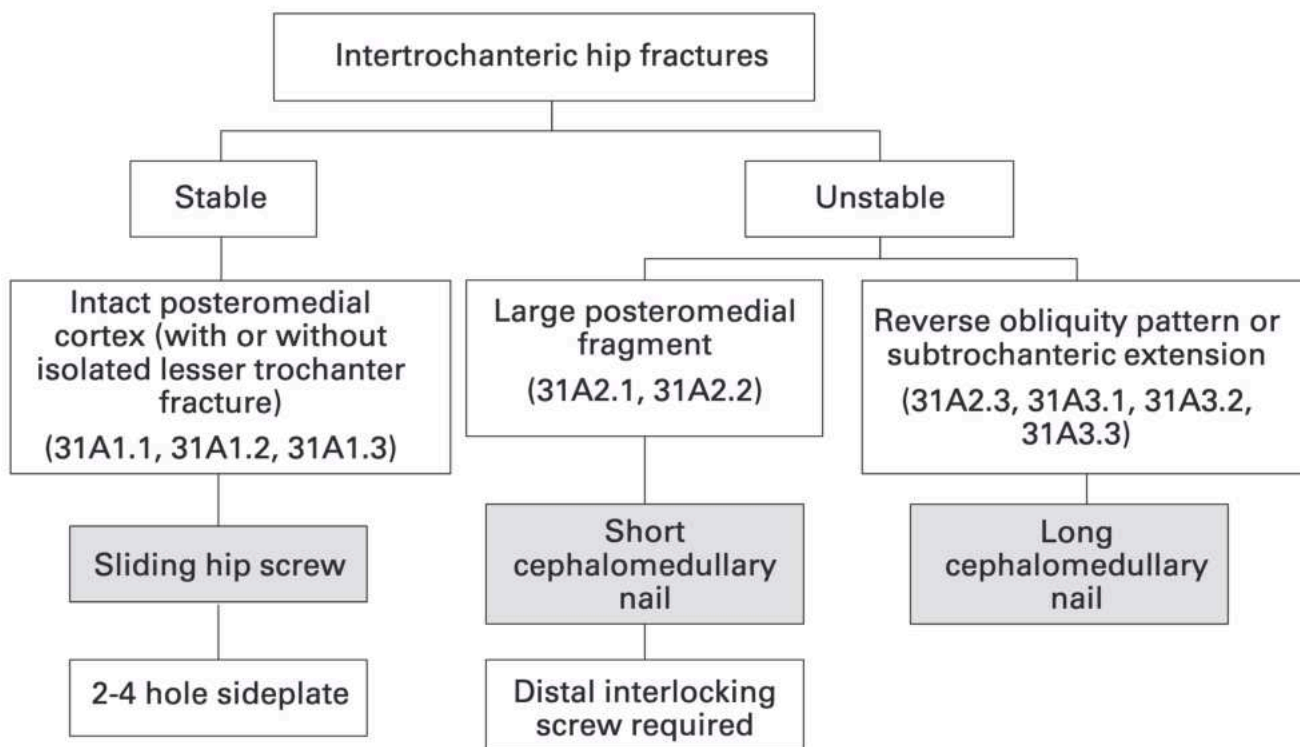 Intertrochanteric hip fractures
Stable
Unstable
Intact posteromedial
cortex (with or without
isolated lesser trochanter
fracture)
(31A1.1, 31A1.2, 31A1.3)
Large posteromedial
fragment
(31A2.1, 31A2.2)
Reverse obliquity pattern or
subtrochanteric extension
(31A2.3, 31A3.1, 31A3.2,
31A3.3)
Sliding hip screw
Short
cephalomedullary
nail
Long
cephalomedullary
nail
2-4 hole sideplate
Distal interlocking
screw required